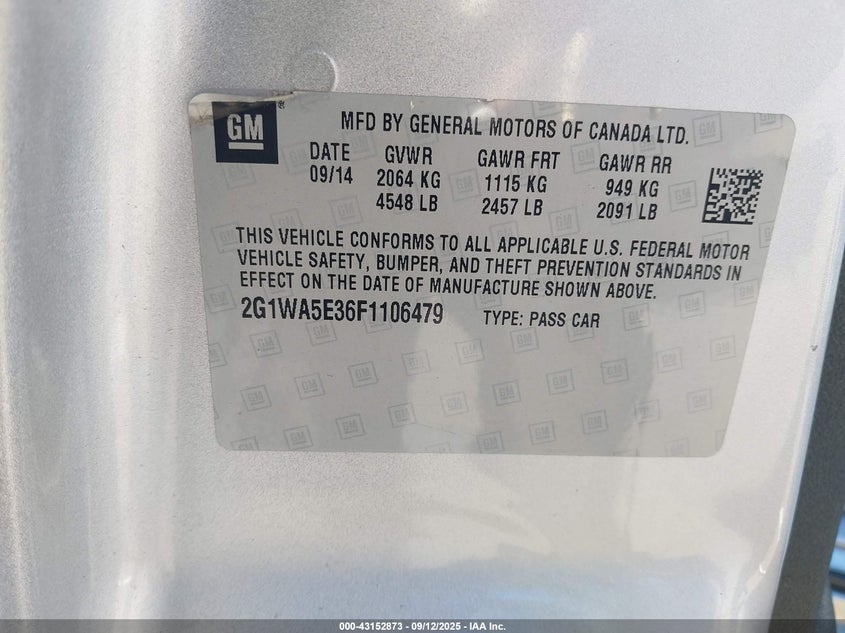 GM ®
MFD BY GENERAL MOTORS OF CANADA LTD.
DATE GVWR GAWR FRT GAWR RR
09/14 2064 KG 1115 KG 949 KG
4548 LB 2457 LB 2091 LB
THIS VEHICLE CONFORMS TO ALL APPLICABLE U.S. FEDERAL MOTOR
VEHICLE SAFETY, BUMPER, AND THEFT PREVENTION STANDARDS IN
EFFECT ON THE DATE OF MANUFACTURE SHOWN ABOVE.
2G1WA5E36F1106479 TYPE: PASS CAR
000-43152873 - 09/12/2025 - IAA Inc.